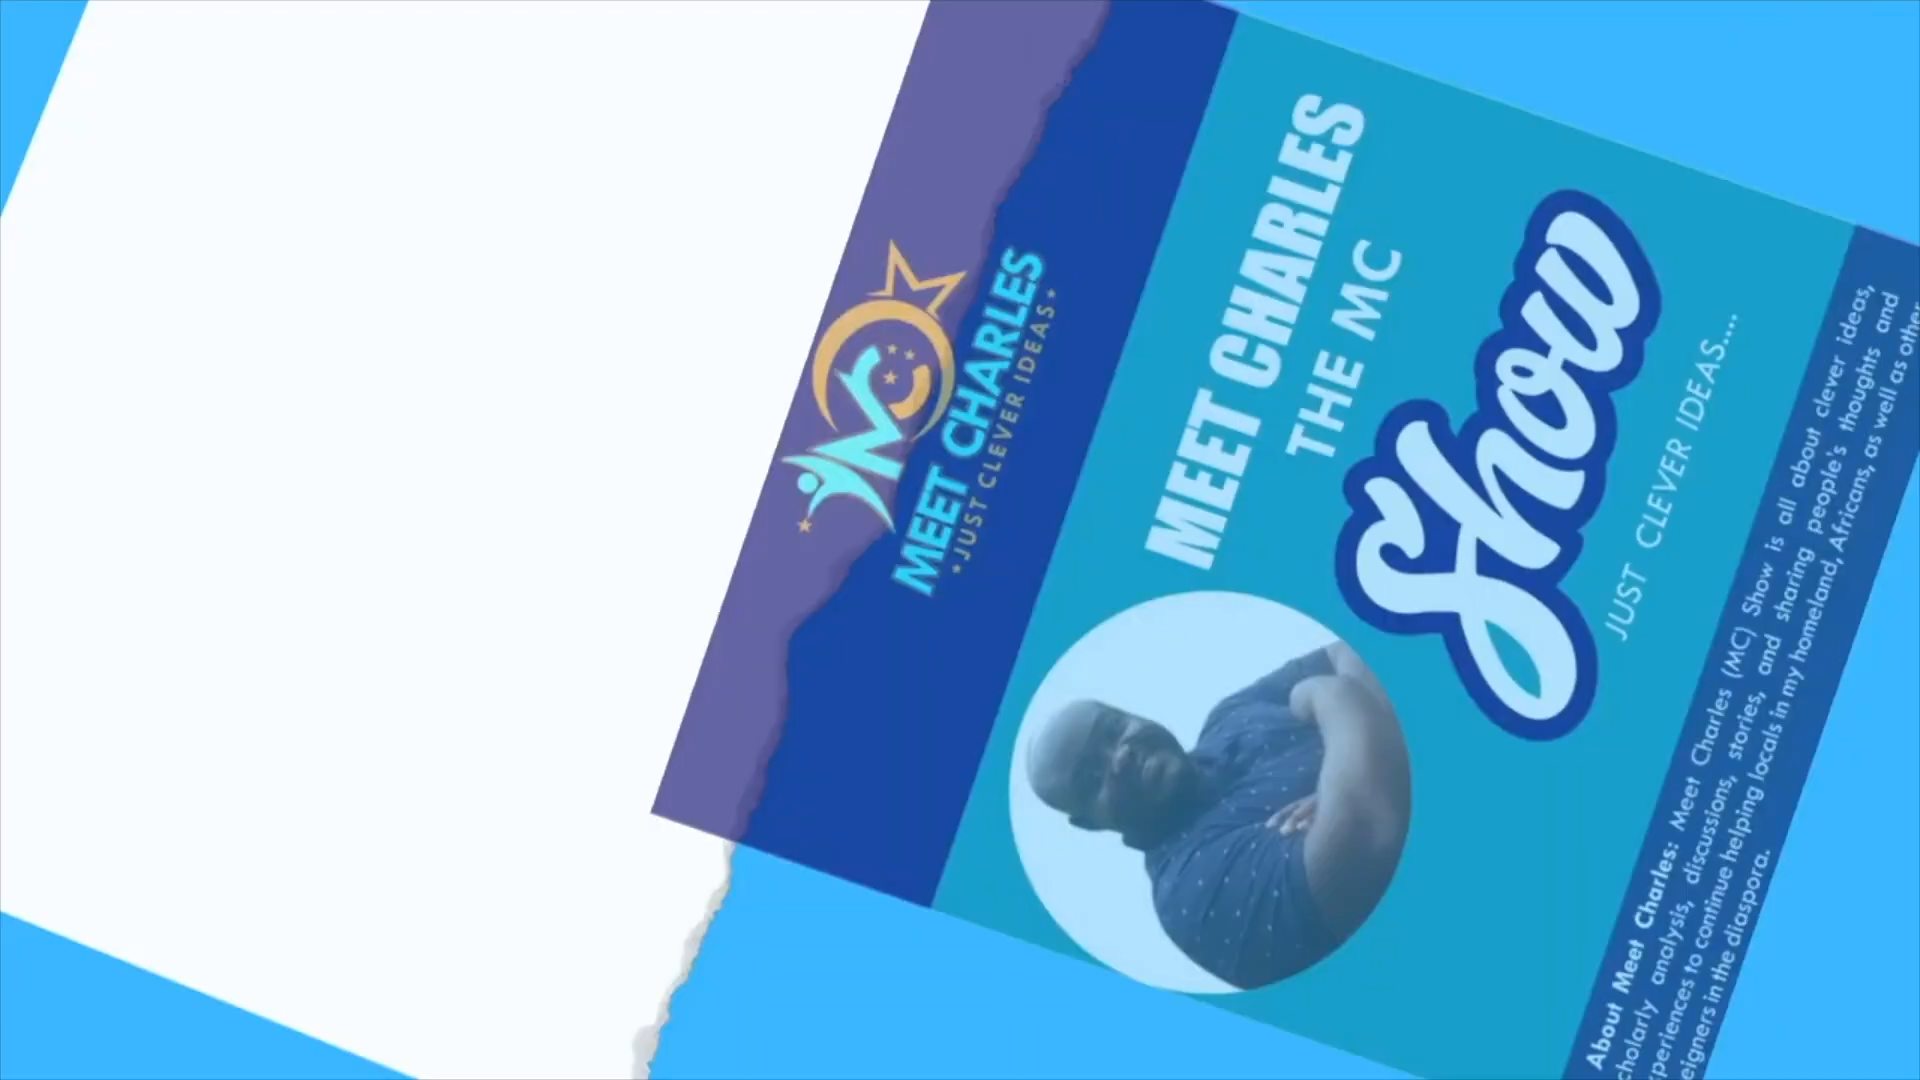 MEET CHARLES
JUST CLEVER IDEAS
MEET CHARLES
THE MC
Show
JUST CLEVER IDEAS...
About Meet Charles: Meet Charles (MC) Show is all about clever ideas,
scholarly analysis, discussions, stories, and sharing people's thoughts and
experiences to continue helping locals in my homeland, Africans, as well as other
eigners in the diaspora.